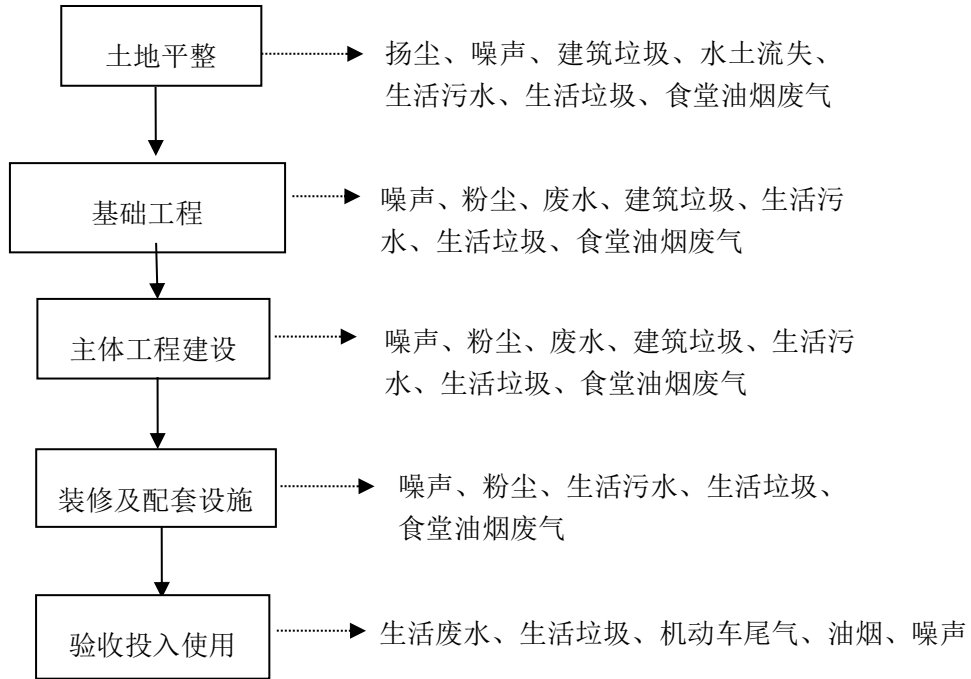 土地平整
扬尘、噪声、建筑垃圾、水土流失、
生活污水、生活垃圾、食堂油烟废气
基础工程
噪声、粉尘、废水、建筑垃圾、生活污
水、生活垃圾、食堂油烟废气
主体工程建设
噪声、粉尘、废水、建筑垃圾、生活污
水、生活垃圾、食堂油烟废气
装修及配套设施
噪声、粉尘、生活污水、生活垃圾、
食堂油烟废气
验收投入使用
生活废水、生活垃圾、机动车尾气、油烟、噪声